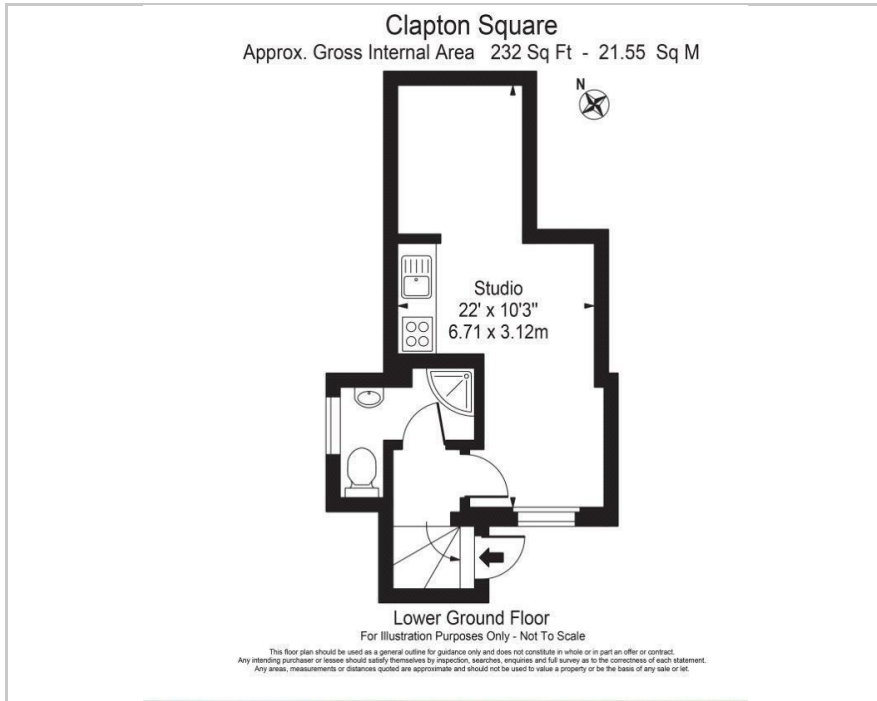 Clapton Square
Approx. Gross Internal Area 232 Sq Ft - 21.55 Sq M
N
Studio
22' x 10'3"
6.71 x 3.12m
Lower Ground Floor
For Illustration Purposes Only - Not To Scale
This floor plan should be used as a general outline for guidance only and does not constitute in whole or in part an offer or contract.
Any intending purchaser or lessee should satisfy themselves by inspection, searches, enquiries and full survey as to the correctness of each statement.
Any areas, measurements or distances quoted are approximate and should not be used to value a property or be the basis of any sale or let.